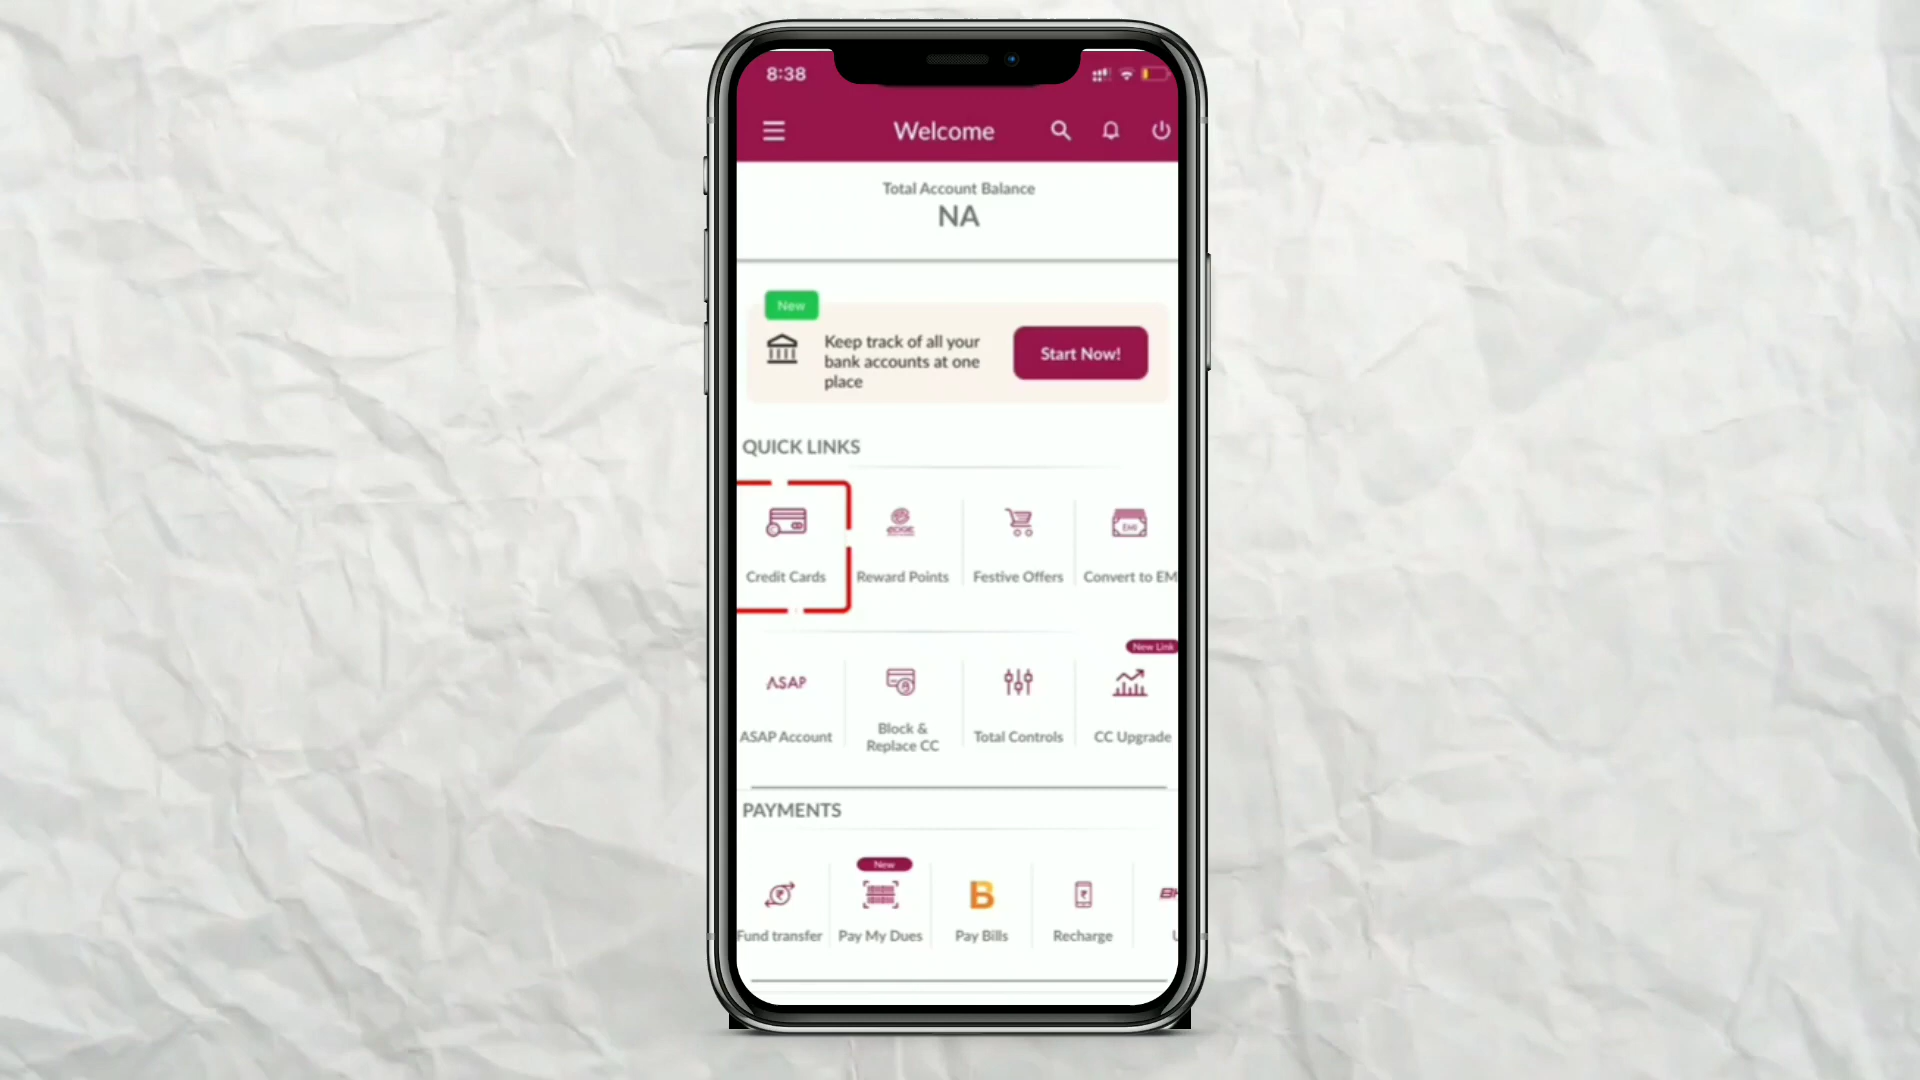 8:38
Welcome
Total Account Balance
NA
New
Keep track of all your
bank accounts at one
place
Start Now!
QUICK LINKS
EDGE
EMI
Credit Cards
Reward Points
Festive Offers
Convert to EM
New Link
ASAP
ASAP Account
Block &
Replace CC
Total Controls
CC Upgrade
PAYMENTS
New
B
Fund transfer
Pay My Dues
Pay Bills
Recharge